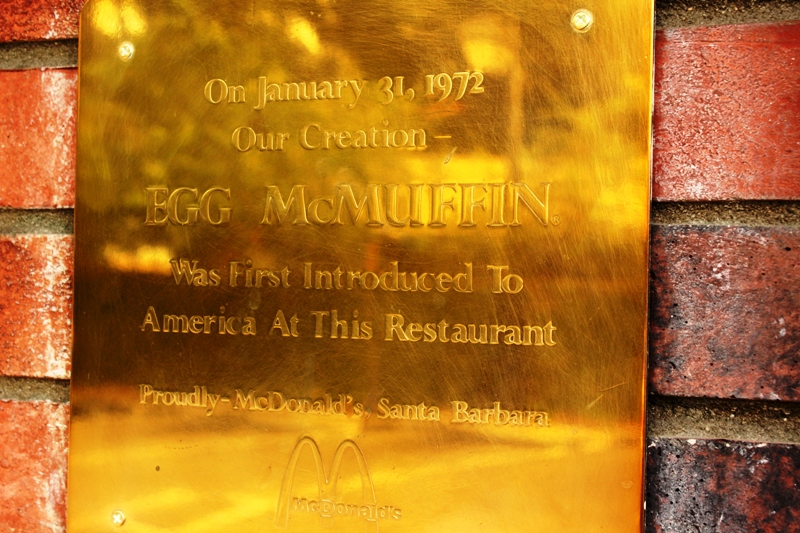 On January 31, 1972
Our Creation –
EGG McMUFFIN®
Was First Introduced To
America At This Restaurant
Proudly – McDonald's, Santa Barbara
McDonald's